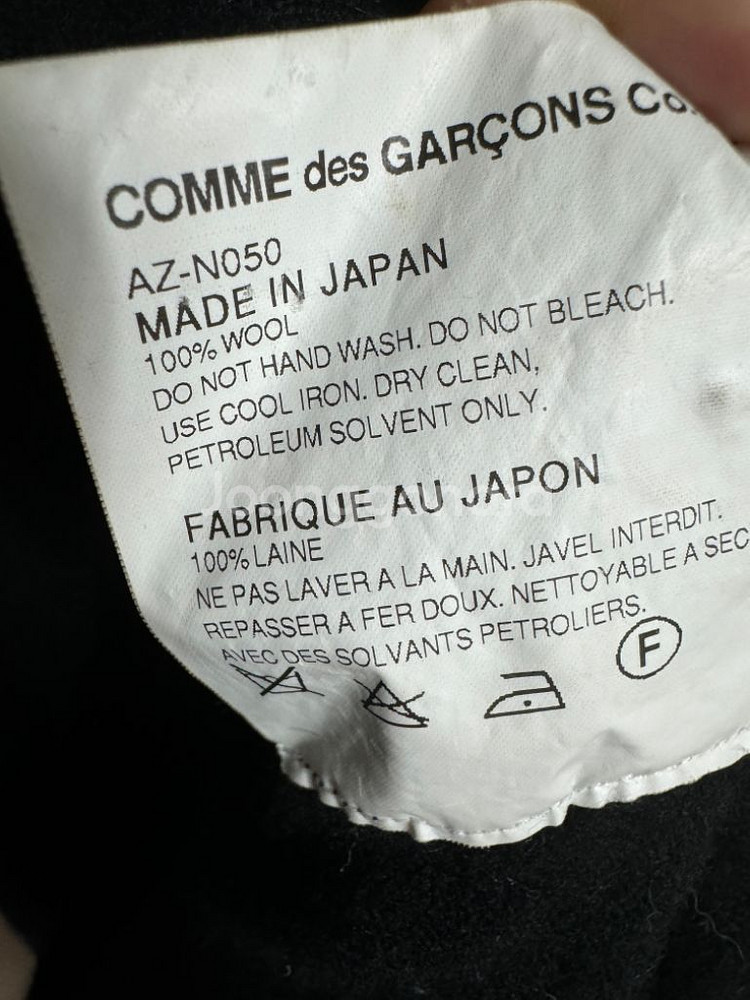 COMME des GARÇONS Co.
AZ-N050
MADE IN JAPAN
100% WOOL
DO NOT HAND WASH. DO NOT BLEACH.
USE COOL IRON. DRY CLEAN,
PETROLEUM SOLVENT ONLY.
FABRIQUE AU JAPON
100% LAINE
NE PAS LAVER A LA MAIN. JAVEL INTERDIT.
REPASSER A FER DOUX. NETTOYABLE A SEC
AVEC DES SOLVANTS PETROLIERS.
F